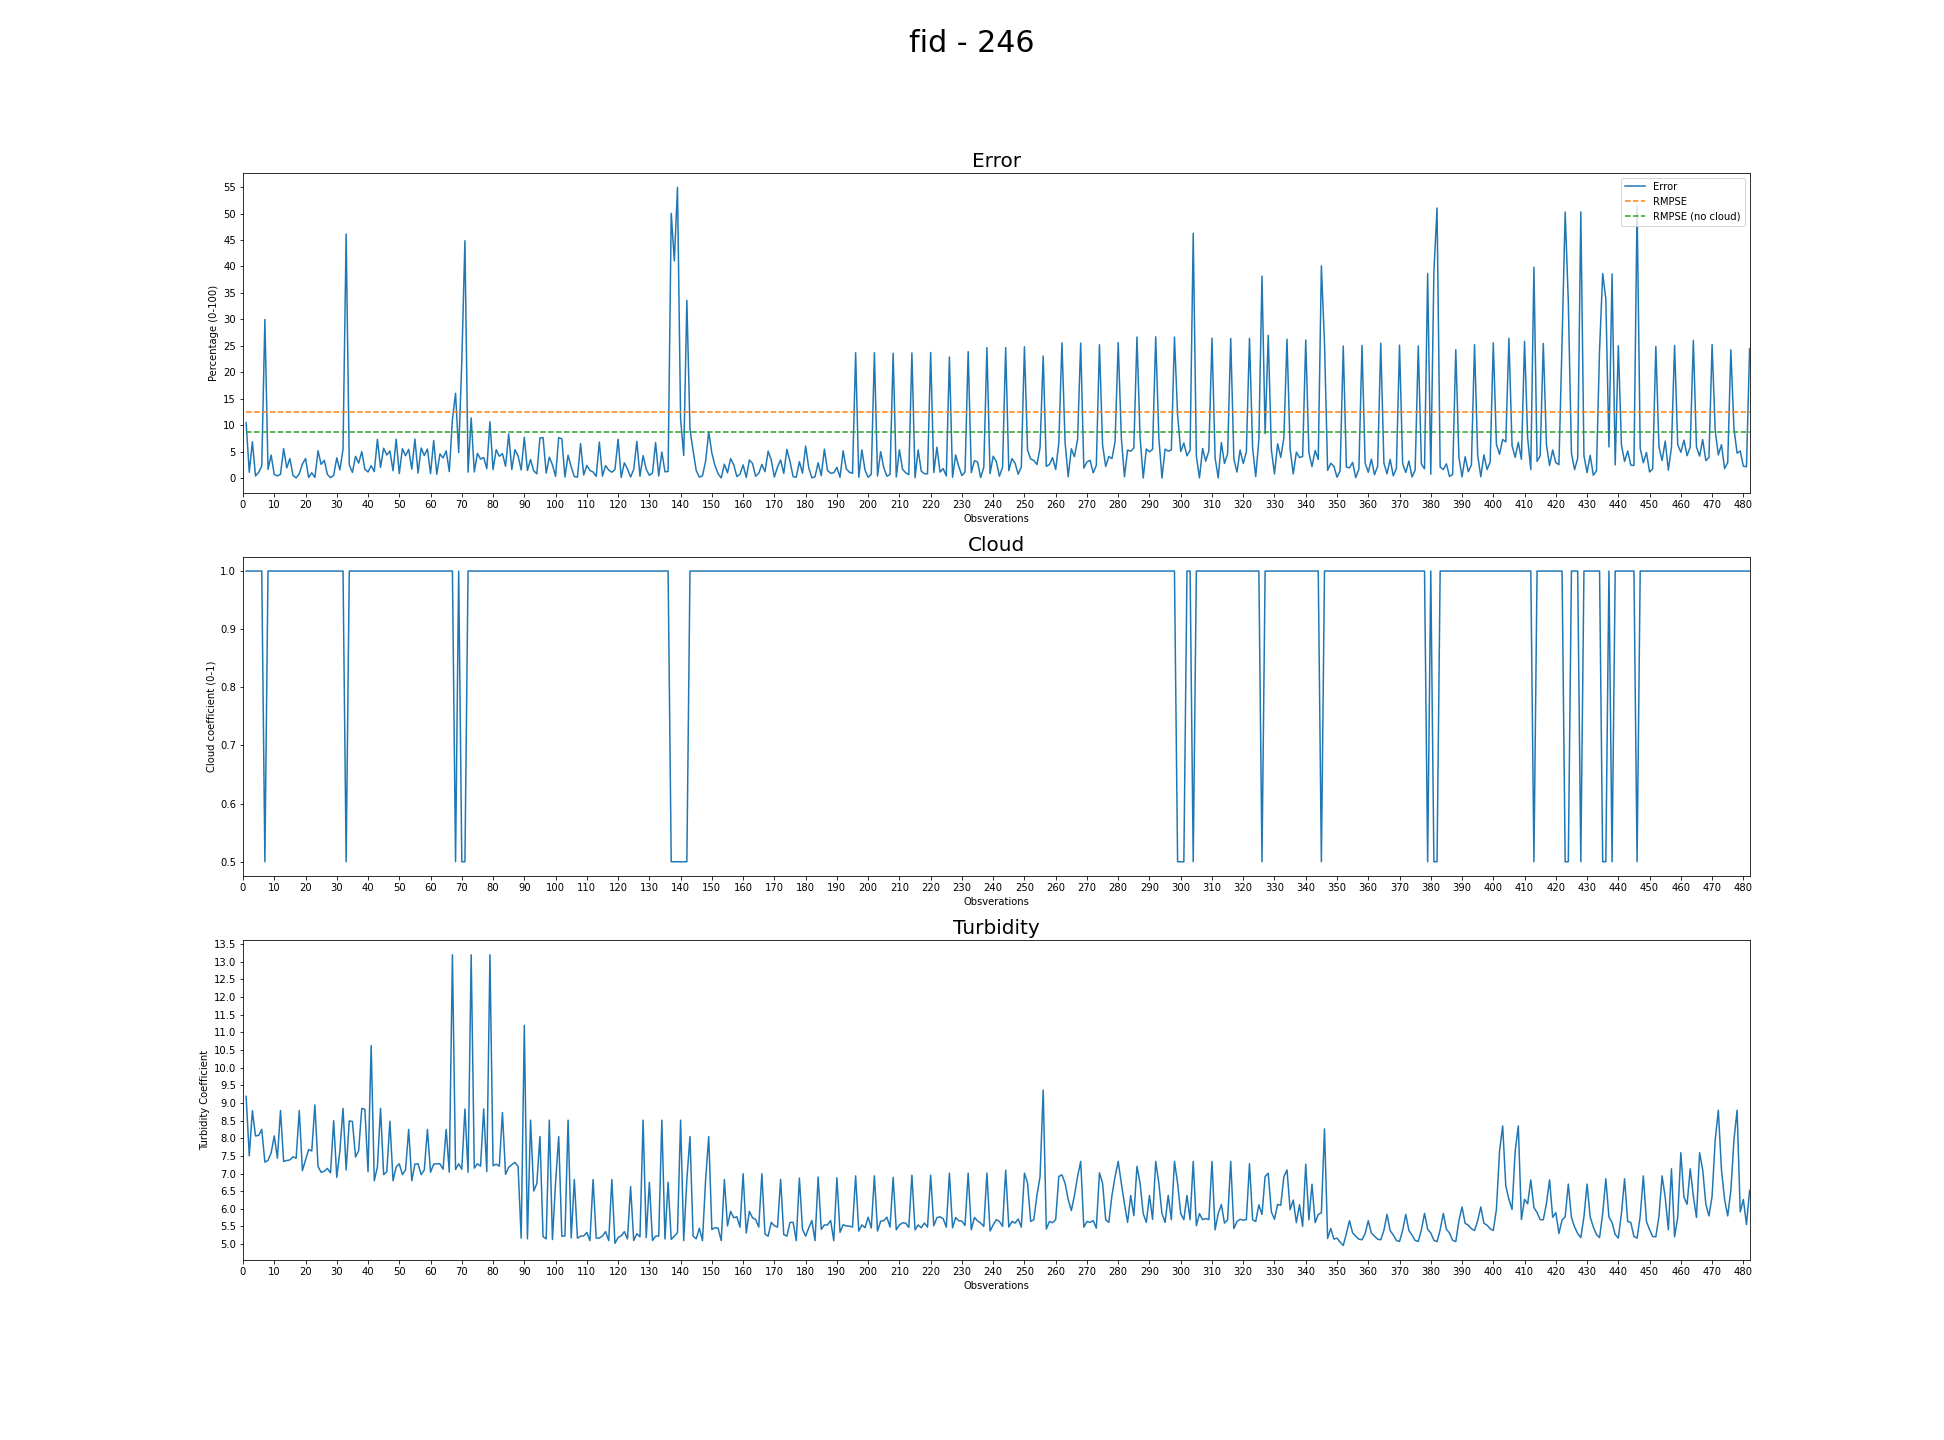 fid - 246
Error
55
50
45
40
35
30
25
20
15
10
5
0
Percentage (0-100)
Error
RMPSE
RMPSE (no cloud)
0 10 20 30 40 50 60 70 80 90 100 110 120 130 140 150 160 170 180 190 200 210 220 230 240 250 260 270 280 290 300 310 320 330 340 350 360 370 380 390 400 410 420 430 440 450 460 470 480
Obsverations
Cloud
1.0
0.9
0.8
0.7
0.6
0.5
Cloud coefficient (0-1)
0 10 20 30 40 50 60 70 80 90 100 110 120 130 140 150 160 170 180 190 200 210 220 230 240 250 260 270 280 290 300 310 320 330 340 350 360 370 380 390 400 410 420 430 440 450 460 470 480
Obsverations
Turbidity
13.5
13.0
12.5
12.0
11.5
11.0
10.5
10.0
9.5
9.0
8.5
8.0
7.5
7.0
6.5
6.0
5.5
5.0
Turbidity Coefficient
0 10 20 30 40 50 60 70 80 90 100 110 120 130 140 150 160 170 180 190 200 210 220 230 240 250 260 270 280 290 300 310 320 330 340 350 360 370 380 390 400 410 420 430 440 450 460 470 480
Obsverations